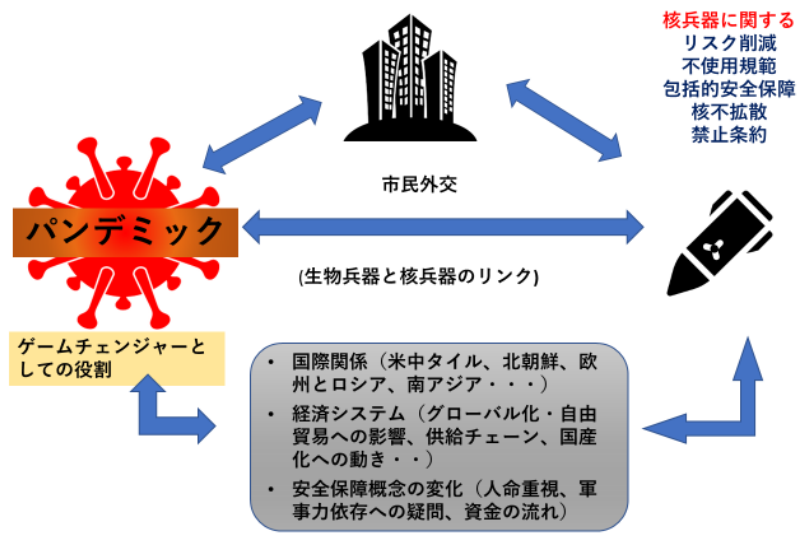 核兵器に関する
リスク削減
不使用規範
包括的安全保障
核不拡散
禁止条約
市民外交
パンデミック
(生物兵器と核兵器のリンク)
ゲームチェンジャーと
しての役割
• 国際関係（米中タイル、北朝鮮、欧
州とロシア、南アジア・・・）
• 経済システム（グローバル化・自由
貿易への影響、供給チェーン、国産
化への動き・・）
• 安全保障概念の変化（人命重視、軍
事力依存への疑問、資金の流れ）